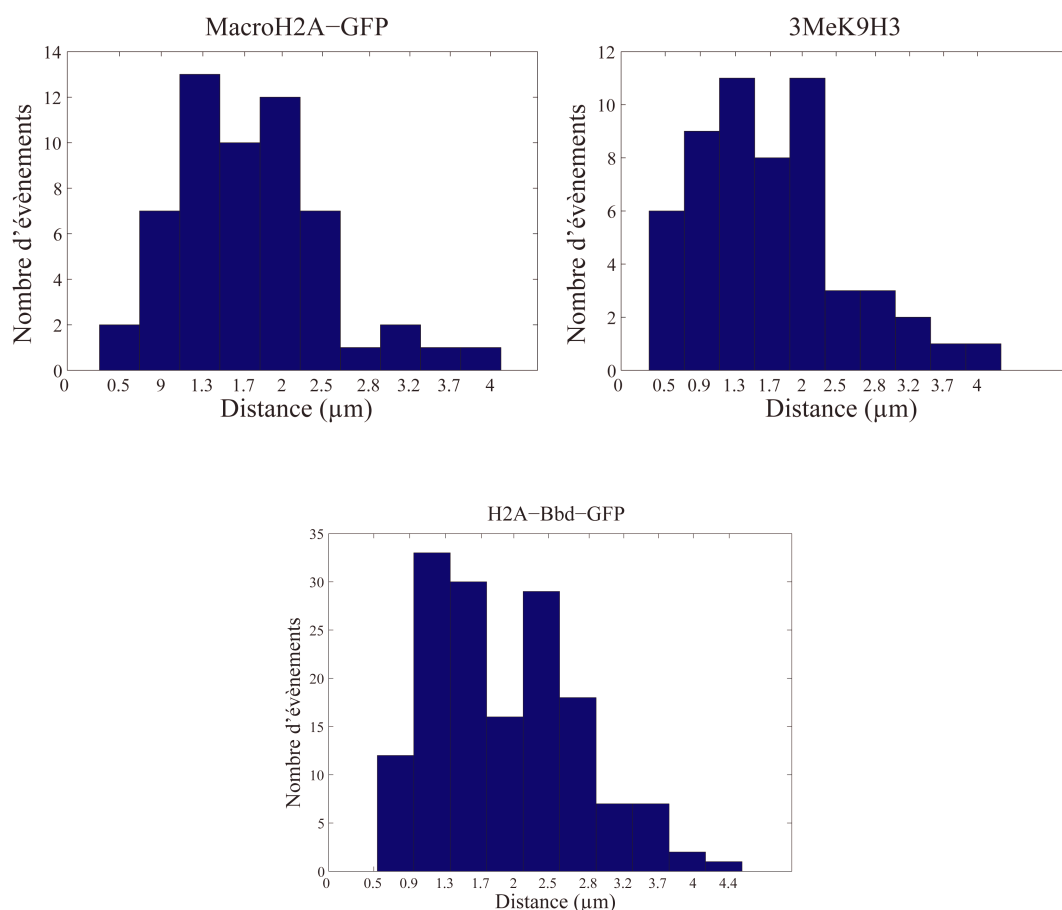 MacroH2A−GFP
Nombre d'évènements
14
12
10
8
6
4
2
0
0 0.5 9 1.3 1.7 2 2.5 2.8 3.2 3.7 4
Distance (µm)
3MeK9H3
Nombre d'évènements
12
10
8
6
4
2
0
0 0.5 0.9 1.3 1.7 2 2.5 2.8 3.2 3.7 4
Distance (µm)
H2A−Bbd−GFP
Nombre d'évènements
35
30
25
20
15
10
5
0
0 0.5 0.9 1.3 1.7 2 2.5 2.8 3.2 3.7 4 4.4
Distance (µm)